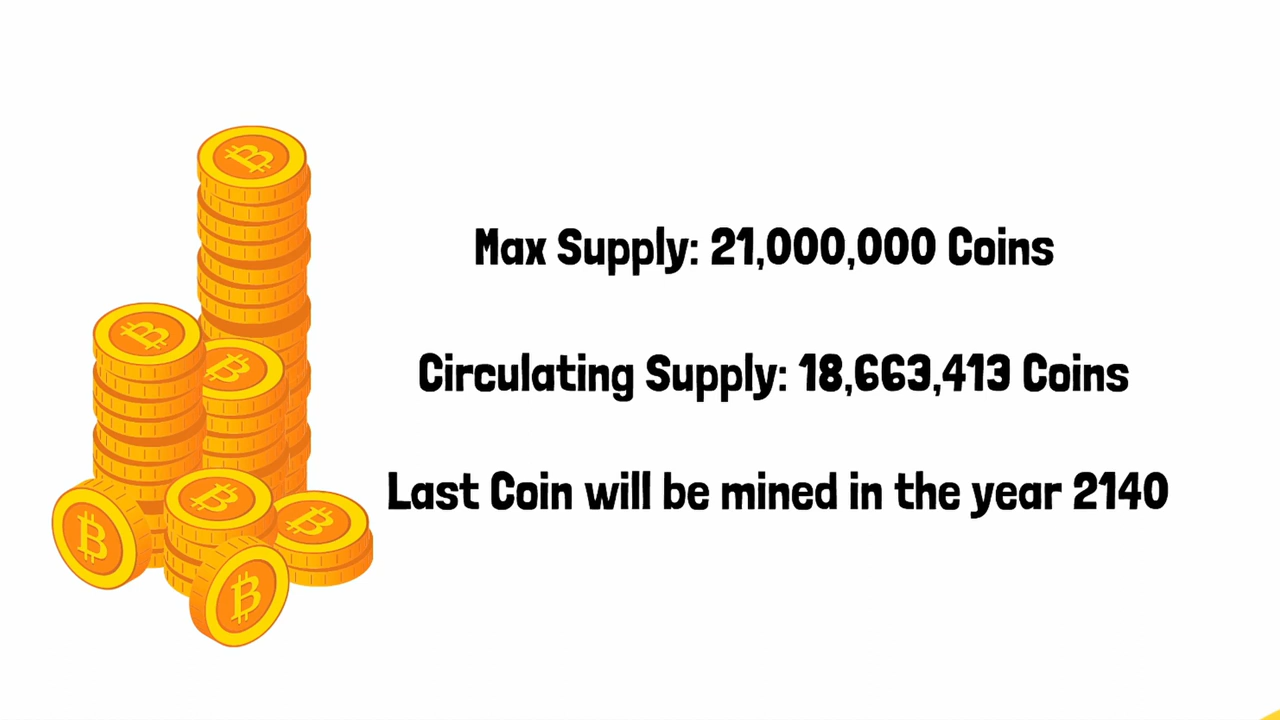 Max Supply: 21,000,000 Coins
Circulating Supply: 18,663,413 Coins
Last Coin will be mined in the year 2140